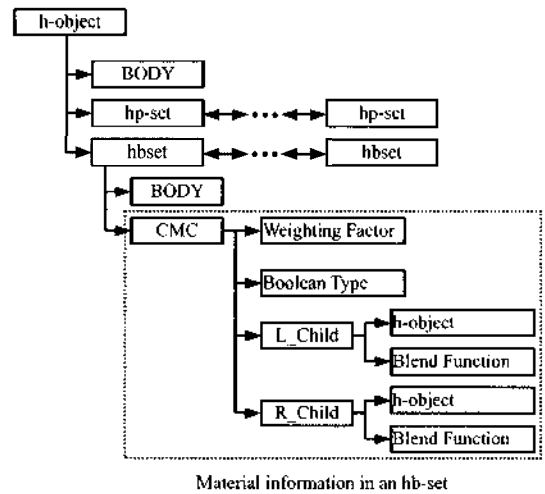 h-object
BODY
hp-set ... hp-set
hbset ... hbset
BODY
CMC
Weighting Factor
Boolean Type
L_Child
h-object
Blend Function
R_Child
h-object
Blend Function
Material information in an hb-set